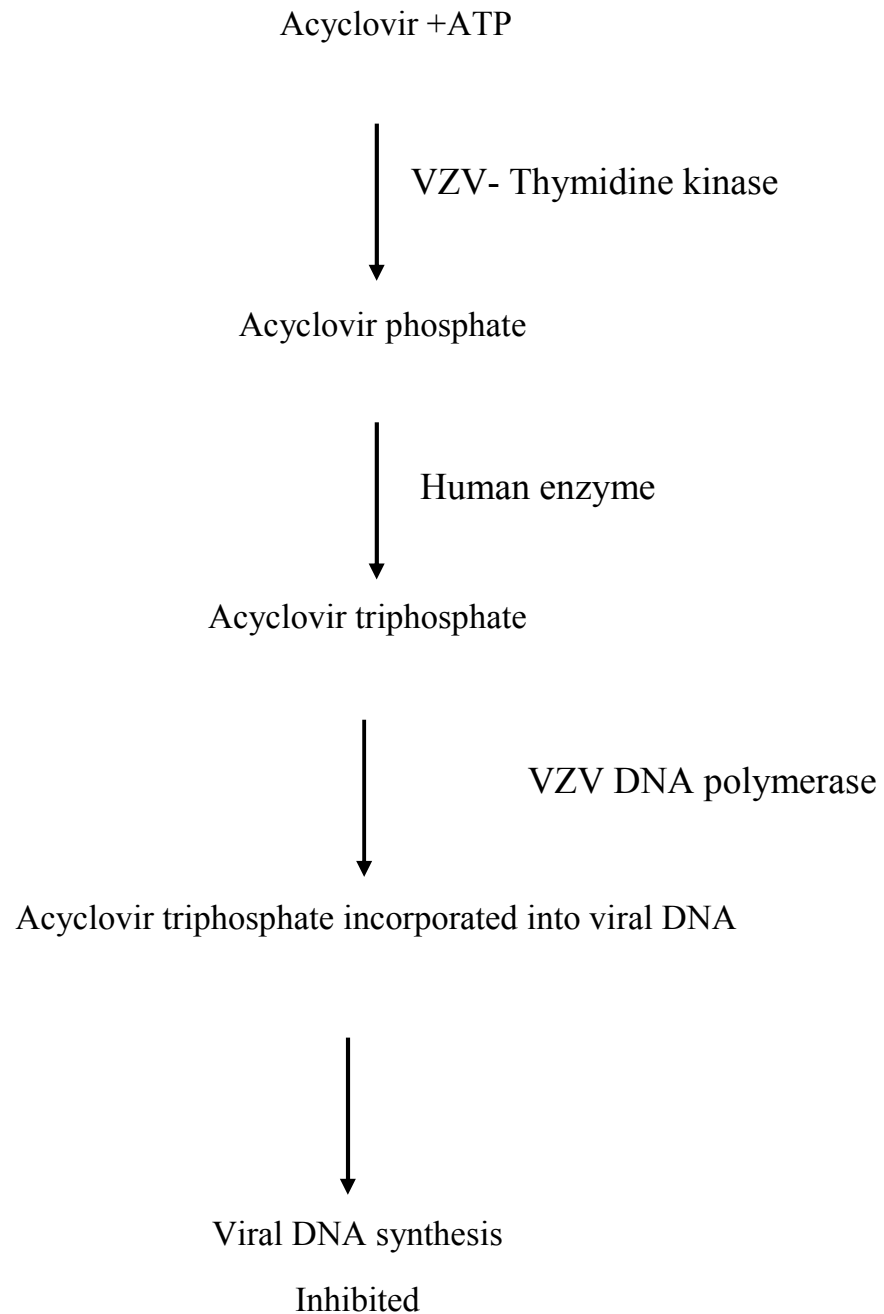 Acyclovir +ATP
VZV- Thymidine kinase
Acyclovir phosphate
Human enzyme
Acyclovir triphosphate
VZV DNA polymerase
Acyclovir triphosphate incorporated into viral DNA
Viral DNA synthesis
Inhibited